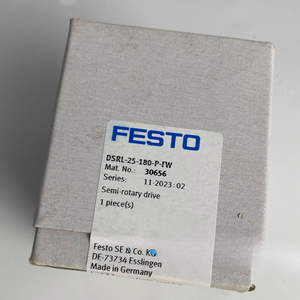 FESTO
DSRL-25-180-P-FW
Mat. No.: 30656
Series: 11-2023:02
Semi-rotary drive
1 piece(s)
Festo SE & Co. KG
DE-73734 Esslingen
Made in Germany